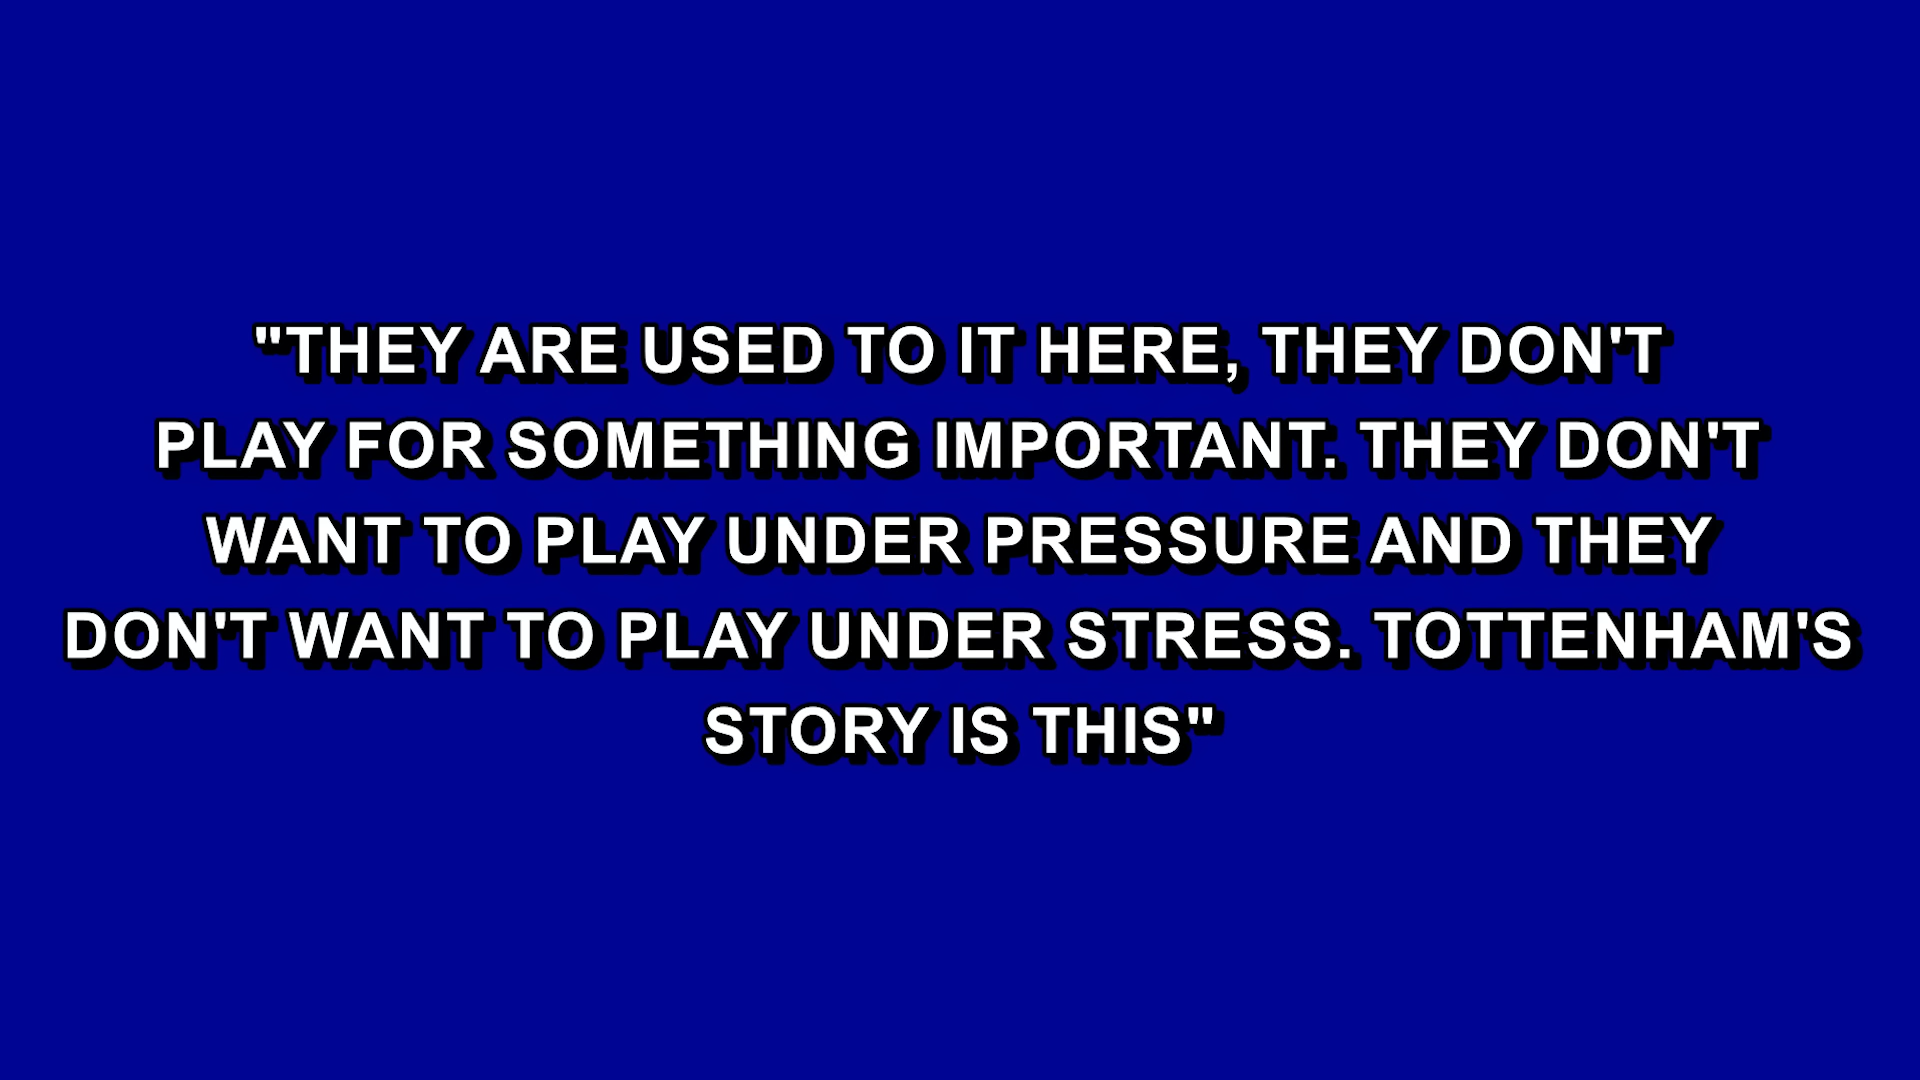 "THEY ARE USED TO IT HERE, THEY DON'T
PLAY FOR SOMETHING IMPORTANT. THEY DON'T
WANT TO PLAY UNDER PRESSURE AND THEY
DON'T WANT TO PLAY UNDER STRESS. TOTTENHAM'S
STORY IS THIS"